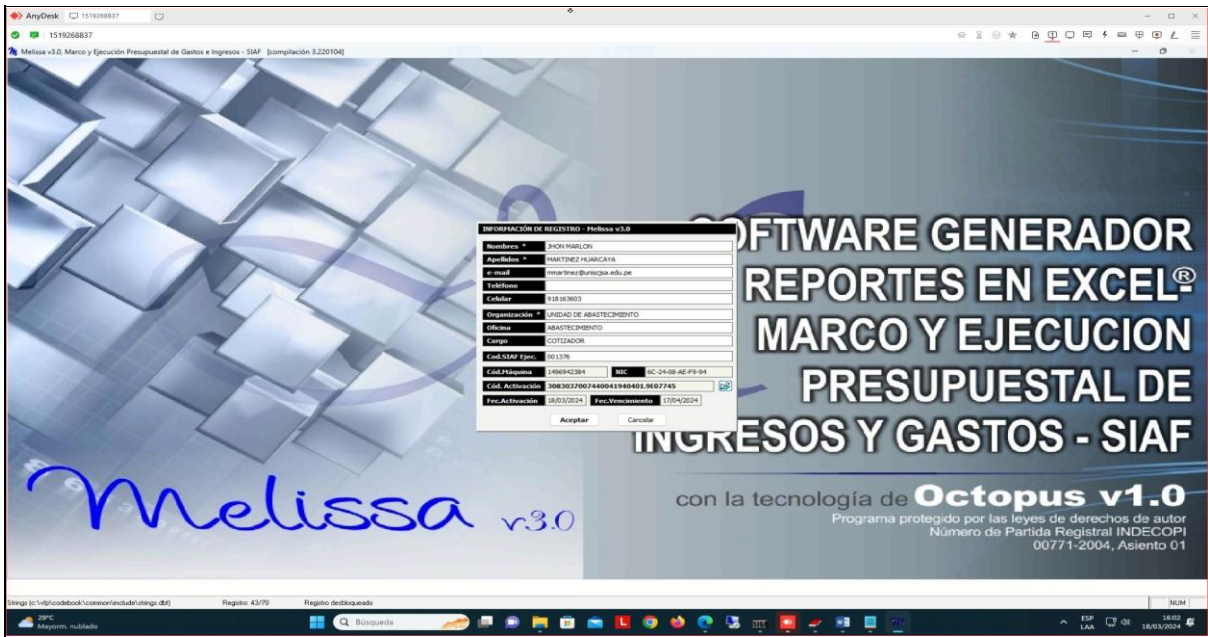 AnyDesk 1519268837
1519268837
Melissa v3.0, Marco y Ejecución Presupuestal de Gastos e Ingresos - SIAF [compilación 3.220104]
SOFTWARE GENERADOR
REPORTES EN EXCEL®
MARCO Y EJECUCION
PRESUPUESTAL DE
INGRESOS Y GASTOS - SIAF
INFORMACIÓN DE REGISTRO - Melissa v3.0
Nombres * JHON MARLON
Apellidos * MARTINEZ HUARCAYA
e-mail mmartinez@uniscjsa.edu.pe
Teléfono
Celular 918163603
Organización * UNIDAD DE ABASTECIMIENTO
Oficina ABASTECIMIENTO
Cargo COTIZADOR
Cod.SIAF Ejec. 001376
Cód.Máquina 1496942384 NIC 6C-24-08-AE-F9-94
Cód. Activación 3083037007440041940401.9E07745
Fec.Activación 18/03/2024 Fec.Vencimiento 17/04/2024
Aceptar Cancelar
Melissa v3.0
con la tecnología de Octopus v1.0
Programa protegido por las leyes de derechos de autor
Número de Partida Registral INDECOPI
00771-2004, Asiento 01
Strings (c:\vfp\codebook\common\include\strings.dbf) Registro: 43/70 Registro desbloqueado NUM
29°C
Mayorm. nublado
Búsqueda
ESP
LAA
16:02
18/03/2024